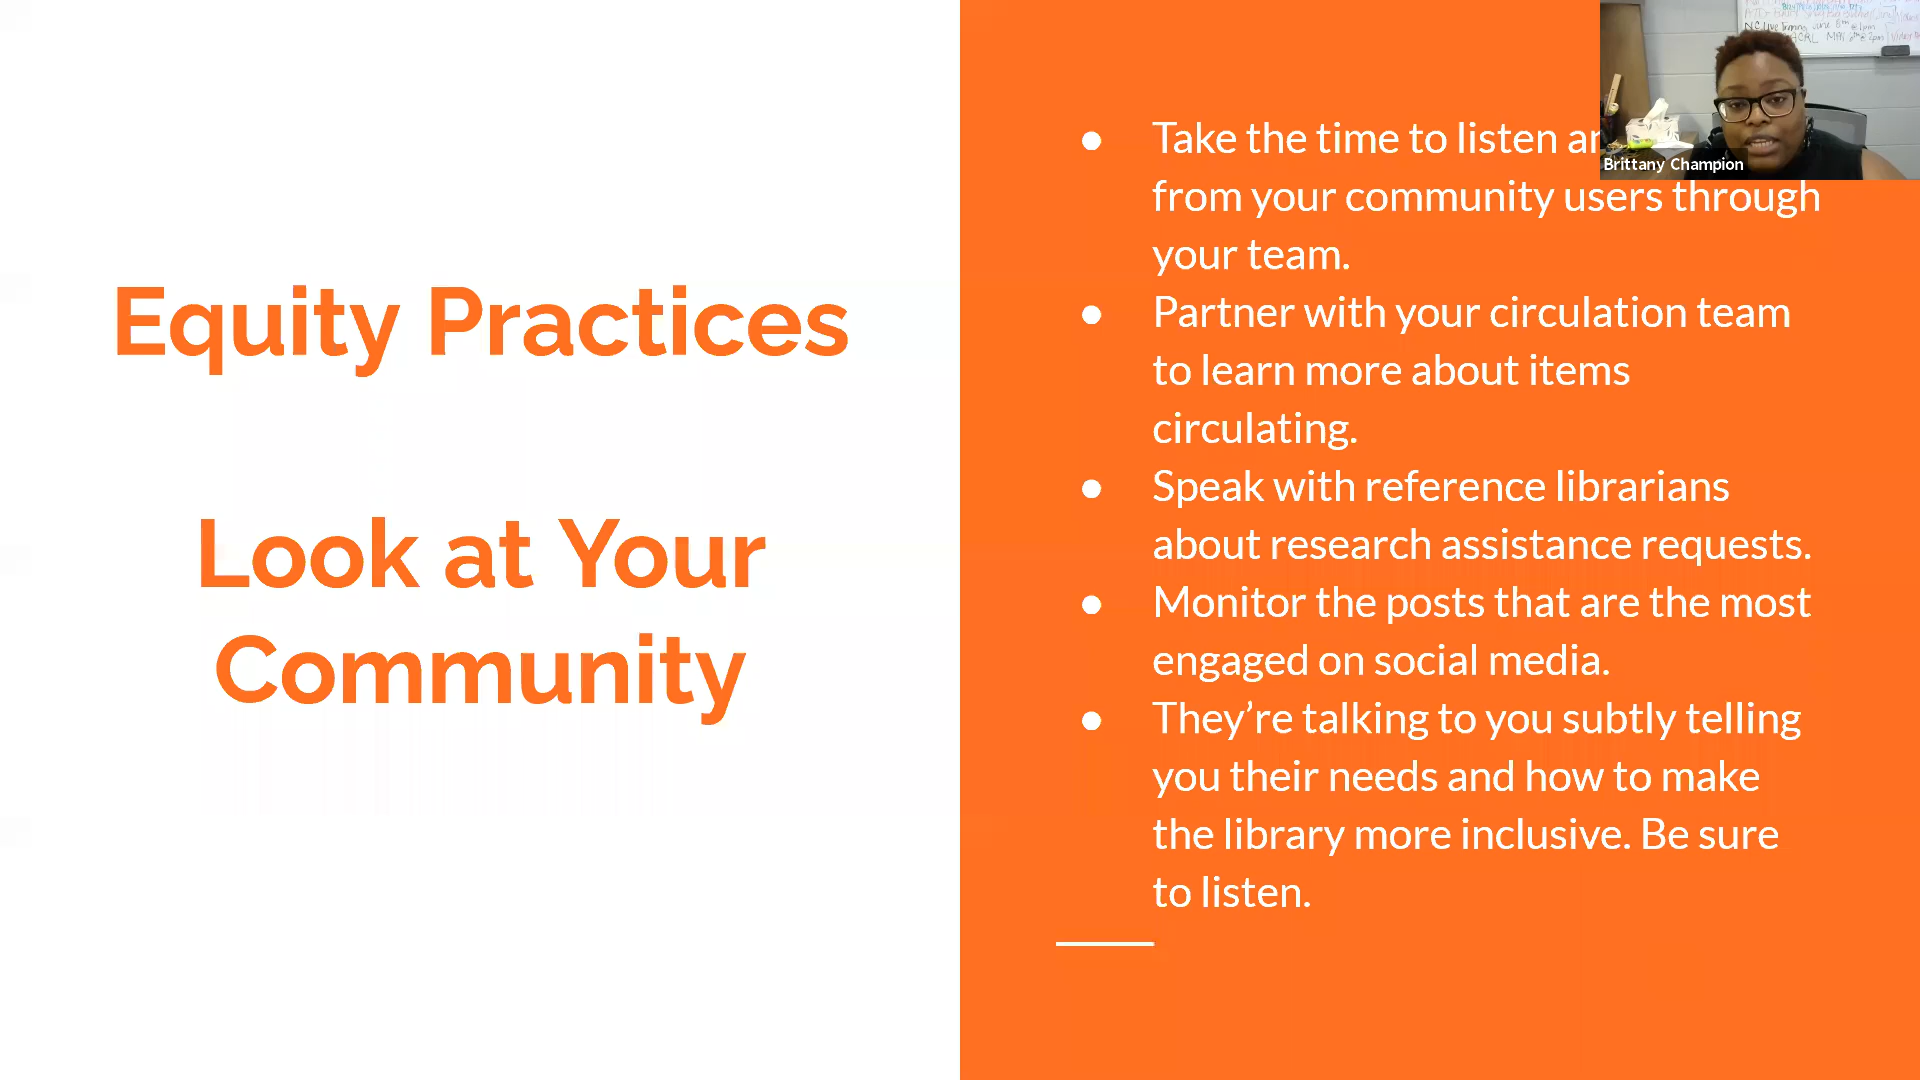 Equity Practices
Look at Your
Community
● Take the time to listen
from your community users through
your team.
● Partner with your circulation team
to learn more about items
circulating.
● Speak with reference librarians
about research assistance requests.
● Monitor the posts that are the most
engaged on social media.
● They’re talking to you subtly telling
you their needs and how to make
the library more inclusive. Be sure
to listen.
Brittany Champion